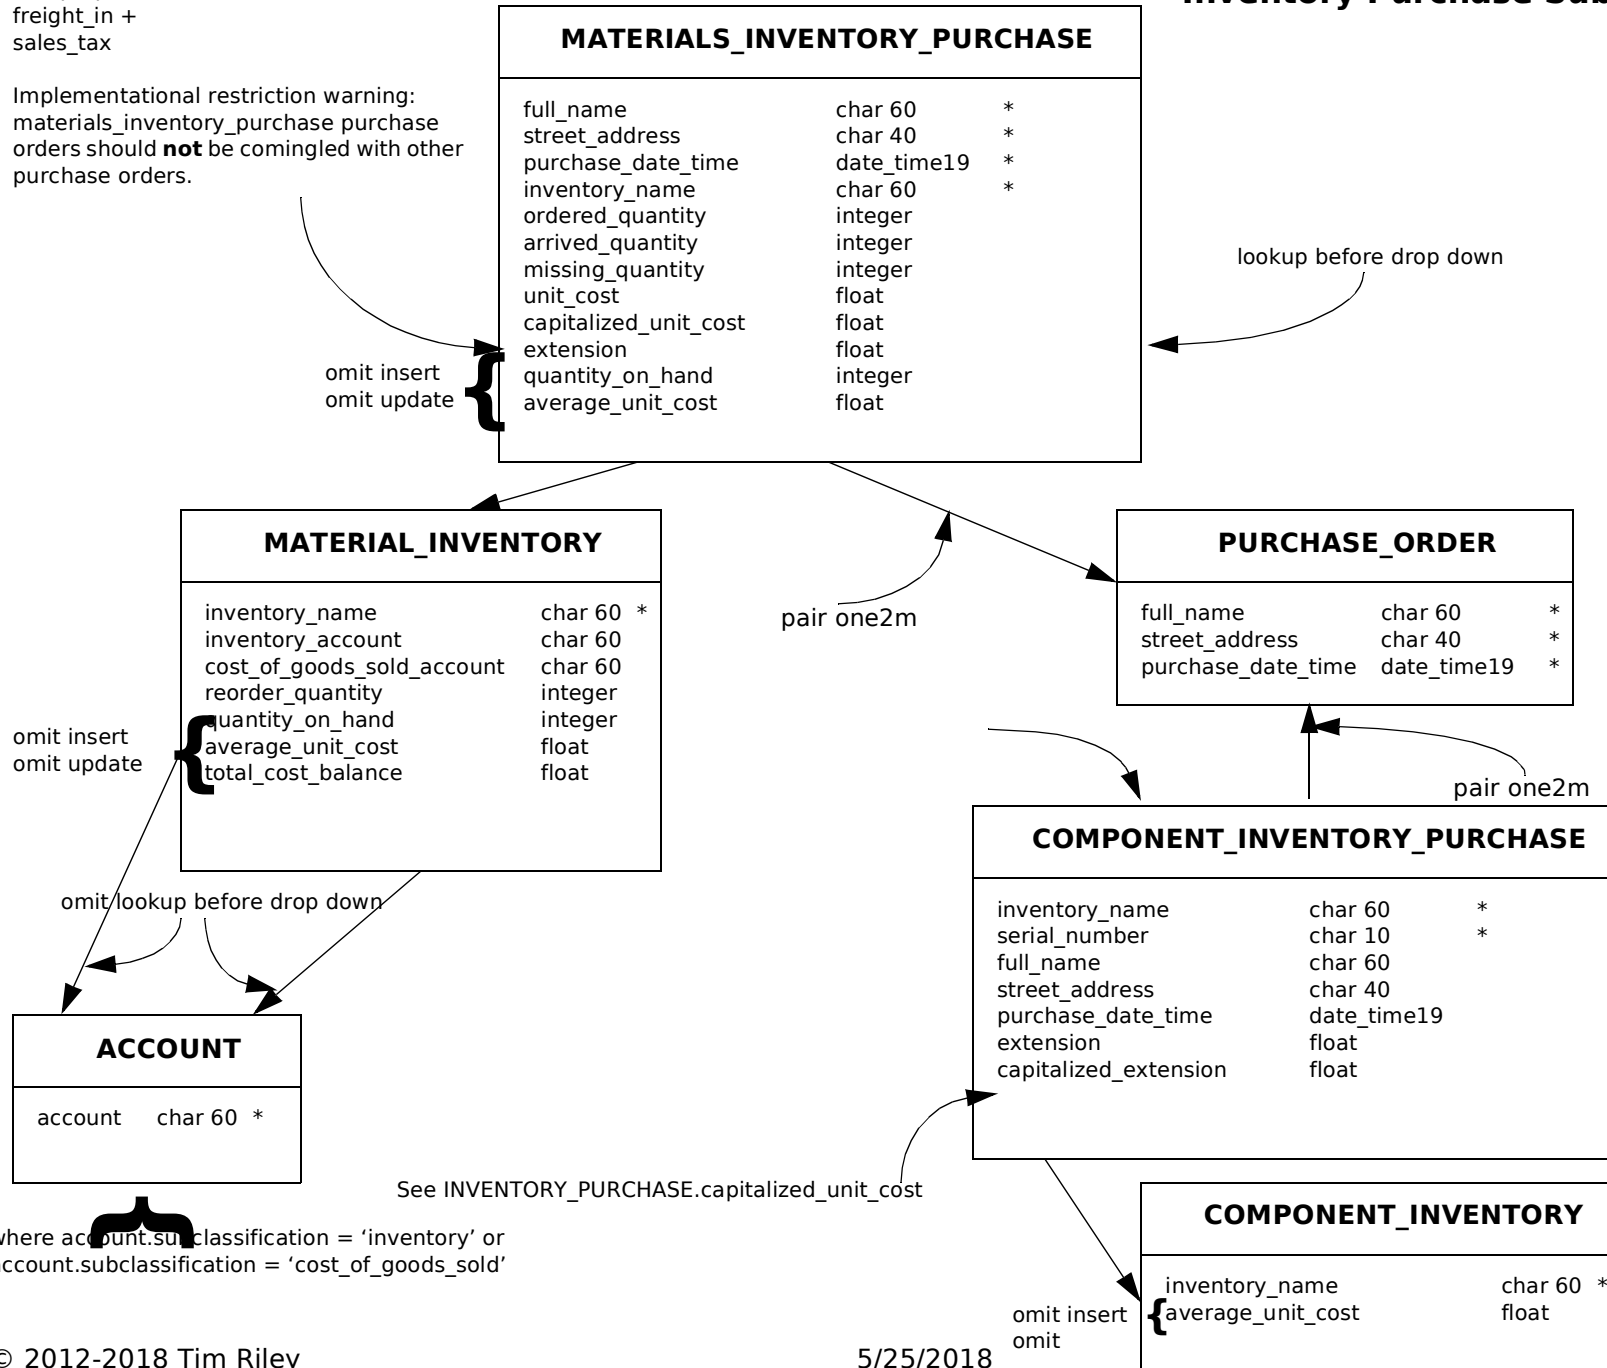 Inventory Purchase Sub
freight_in +
sales_tax
Implementational restriction warning:
materials_inventory_purchase purchase
orders should not be comingled with other
purchase orders.
MATERIALS_INVENTORY_PURCHASE
full_name char 60 *
street_address char 40 *
purchase_date_time date_time19 *
inventory_name char 60 *
ordered_quantity integer
arrived_quantity integer
missing_quantity integer
unit_cost float
capitalized_unit_cost float
extension float
quantity_on_hand integer
average_unit_cost float
lookup before drop down
omit insert
omit update
MATERIAL_INVENTORY
inventory_name char 60 *
inventory_account char 60
cost_of_goods_sold_account char 60
reorder_quantity integer
quantity_on_hand integer
average_unit_cost float
total_cost_balance float
omit insert
omit update
pair one2m
PURCHASE_ORDER
full_name char 60 *
street_address char 40 *
purchase_date_time date_time19 *
pair one2m
COMPONENT_INVENTORY_PURCHASE
inventory_name char 60 *
serial_number char 10 *
full_name char 60
street_address char 40
purchase_date_time date_time19
extension float
capitalized_extension float
omit lookup before drop down
ACCOUNT
account char 60 *
See INVENTORY_PURCHASE.capitalized_unit_cost
where account.subclassification = ‘inventory’ or
account.subclassification = ‘cost_of_goods_sold’
COMPONENT_INVENTORY
inventory_name char 60 *
average_unit_cost float
omit insert
omit
© 2012-2018 Tim Riley
5/25/2018